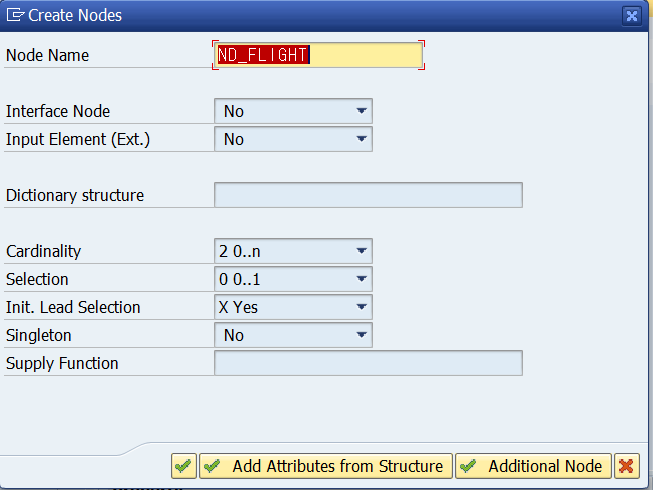 Create Nodes
Node Name ND_FLIGHT
Interface Node No
Input Element (Ext.) No
Dictionary structure
Cardinality 2 0..n
Selection 0 0..1
Init. Lead Selection X Yes
Singleton No
Supply Function
Add Attributes from Structure Additional Node